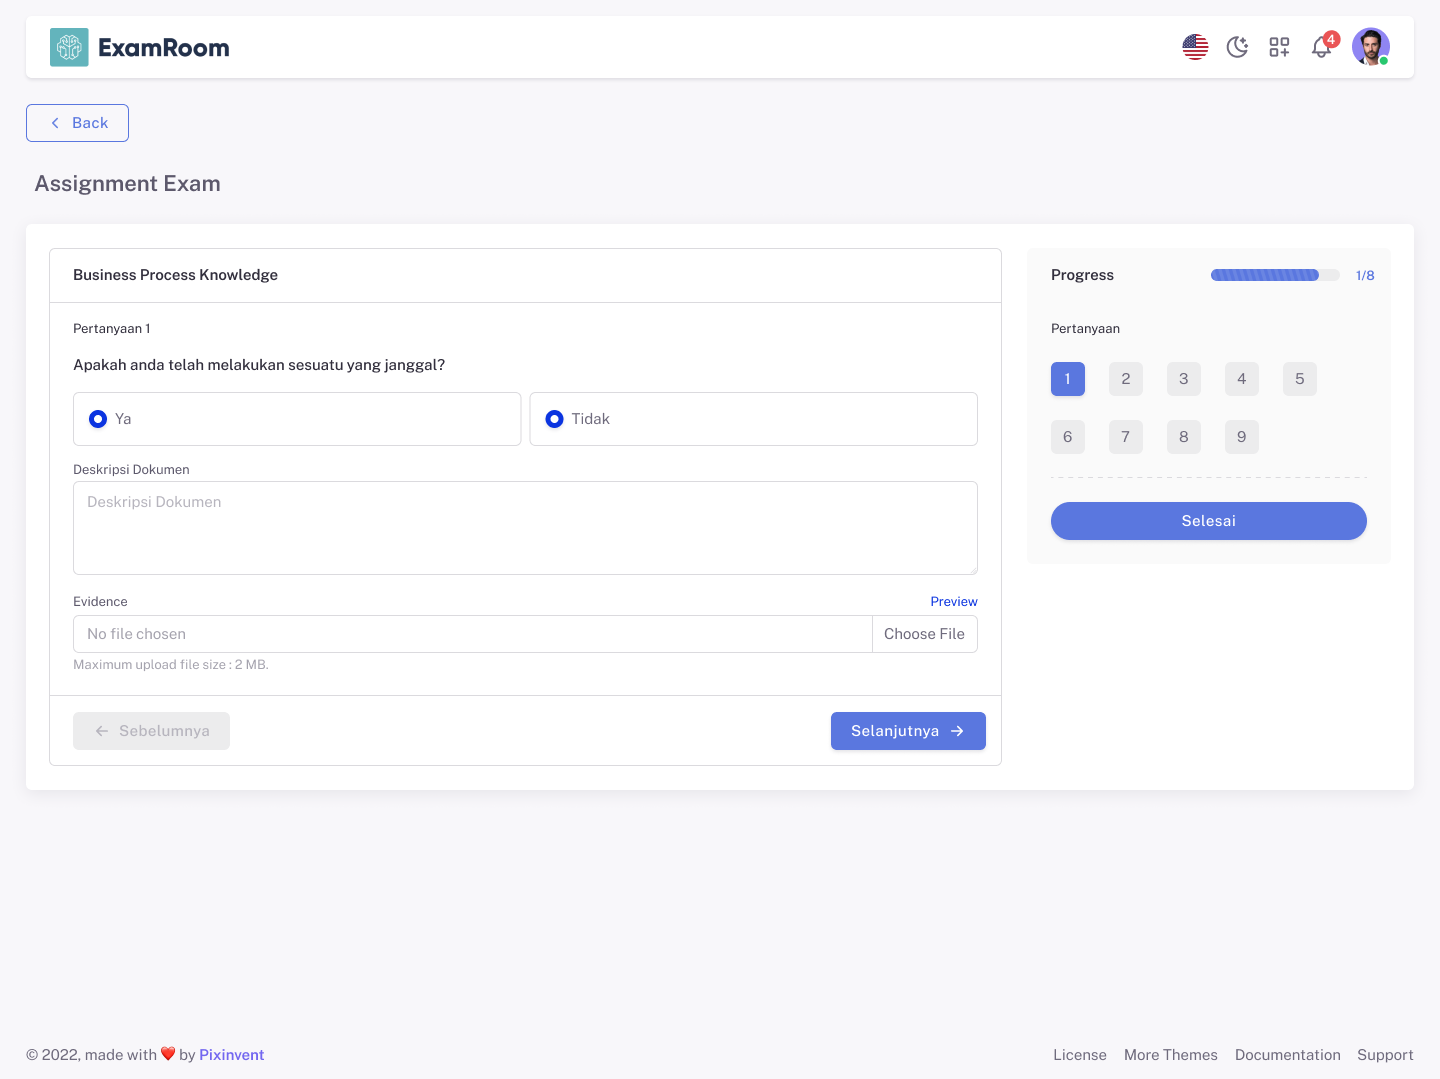 ExamRoom
4
Back
Assignment Exam
Business Process Knowledge
Pertanyaan 1
Apakah anda telah melakukan sesuatu yang janggal?
Ya
Tidak
Deskripsi Dokumen
Deskripsi Dokumen
Evidence
Preview
No file chosen
Choose File
Maximum upload file size : 2 MB.
Sebelumnya
Selanjutnya
Progress
1/8
Pertanyaan
1 2 3 4 5
6 7 8 9
Selesai
© 2022, made with ❤️ by Pixinvent
License More Themes Documentation Support